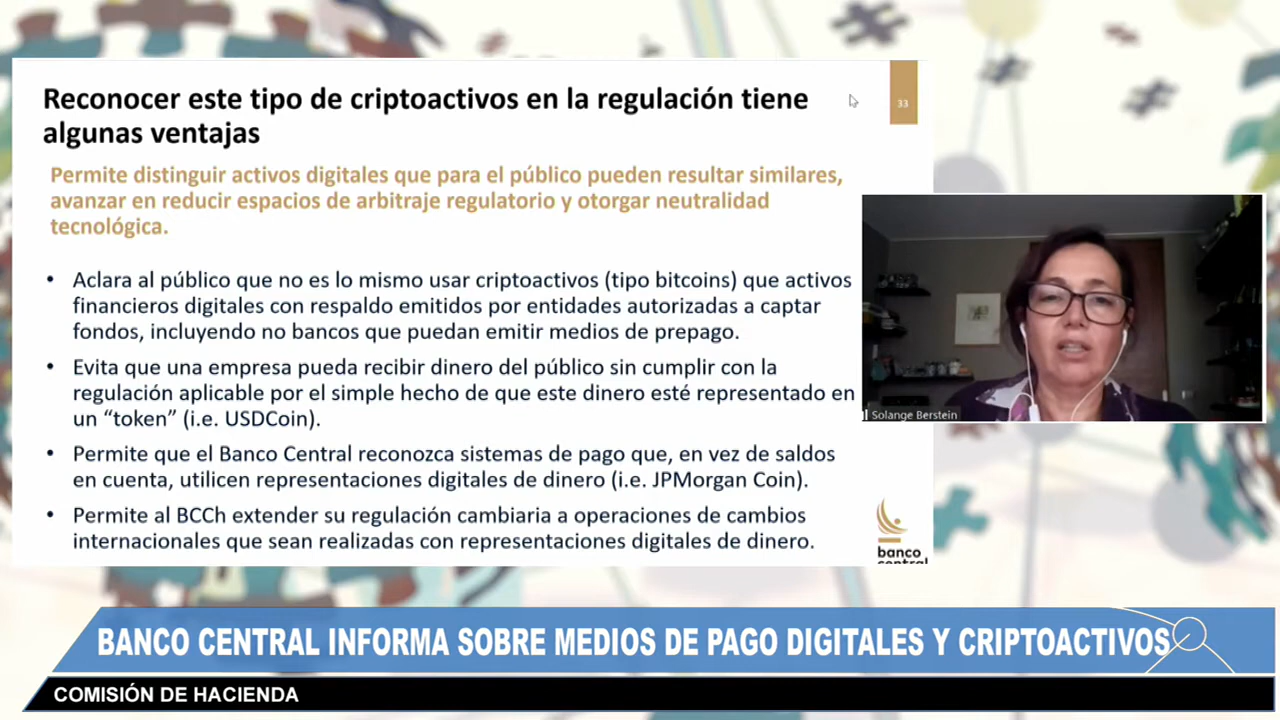 Reconocer este tipo de criptoactivos en la regulación tiene
algunas ventajas
33
Permite distinguir activos digitales que para el público pueden resultar similares,
avanzar en reducir espacios de arbitraje regulatorio y otorgar neutralidad
tecnológica.
• Aclara al público que no es lo mismo usar criptoactivos (tipo bitcoins) que activos
financieros digitales con respaldo emitidos por entidades autorizadas a captar
fondos, incluyendo no bancos que puedan emitir medios de prepago.
• Evita que una empresa pueda recibir dinero del público sin cumplir con la
regulación aplicable por el simple hecho de que este dinero esté representado en
un “token” (i.e. USDCoin).
• Permite que el Banco Central reconozca sistemas de pago que, en vez de saldos
en cuenta, utilicen representaciones digitales de dinero (i.e. JPMorgan Coin).
• Permite al BCCh extender su regulación cambiaria a operaciones de cambios
internacionales que sean realizadas con representaciones digitales de dinero.
banco
central
Solange Berstein
BANCO CENTRAL INFORMA SOBRE MEDIOS DE PAGO DIGITALES Y CRIPTOACTIVOS
COMISIÓN DE HACIENDA